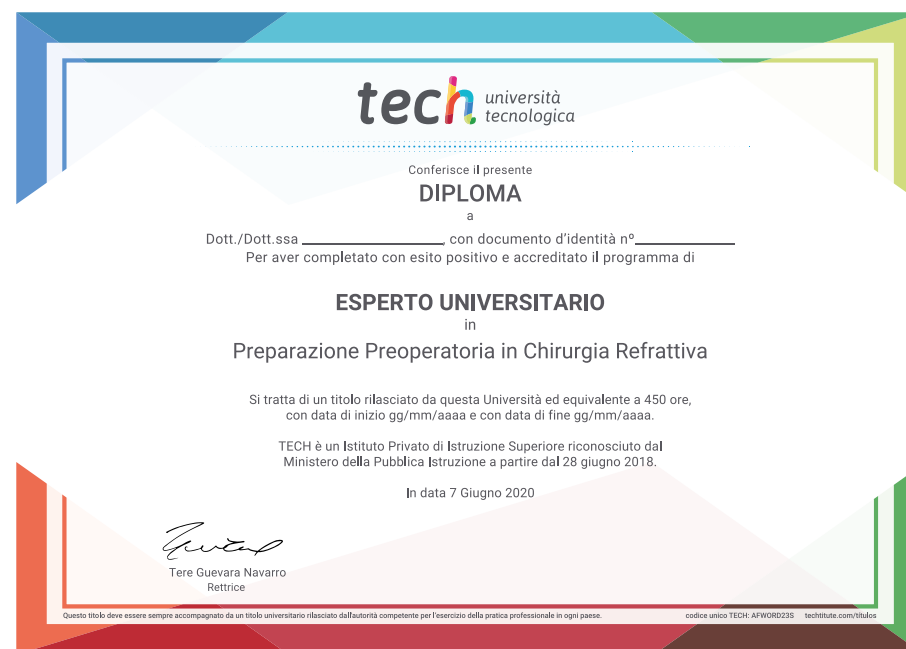 tech università
tecnologica
Conferisce il presente
DIPLOMA
a
Dott./Dott.ssa ____________________, con documento d'identità nº______________
Per aver completato con esito positivo e accreditato il programma di
ESPERTO UNIVERSITARIO
in
Preparazione Preoperatoria in Chirurgia Refrattiva
Si tratta di un titolo rilasciato da questa Università ed equivalente a 450 ore,
con data di inizio gg/mm/aaaa e con data di fine gg/mm/aaaa.
TECH è un Istituto Privato di Istruzione Superiore riconosciuto dal
Ministero della Pubblica Istruzione a partire dal 28 giugno 2018.
In data 7 Giugno 2020
Tere Guevara Navarro
Rettrice
Questo titolo deve essere sempre accompagnato da un titolo universitario rilasciato dall'autorità competente per l'esercizio della pratica professionale in ogni paese. codice unico TECH: AFWORD23S techtitute.com/titulos